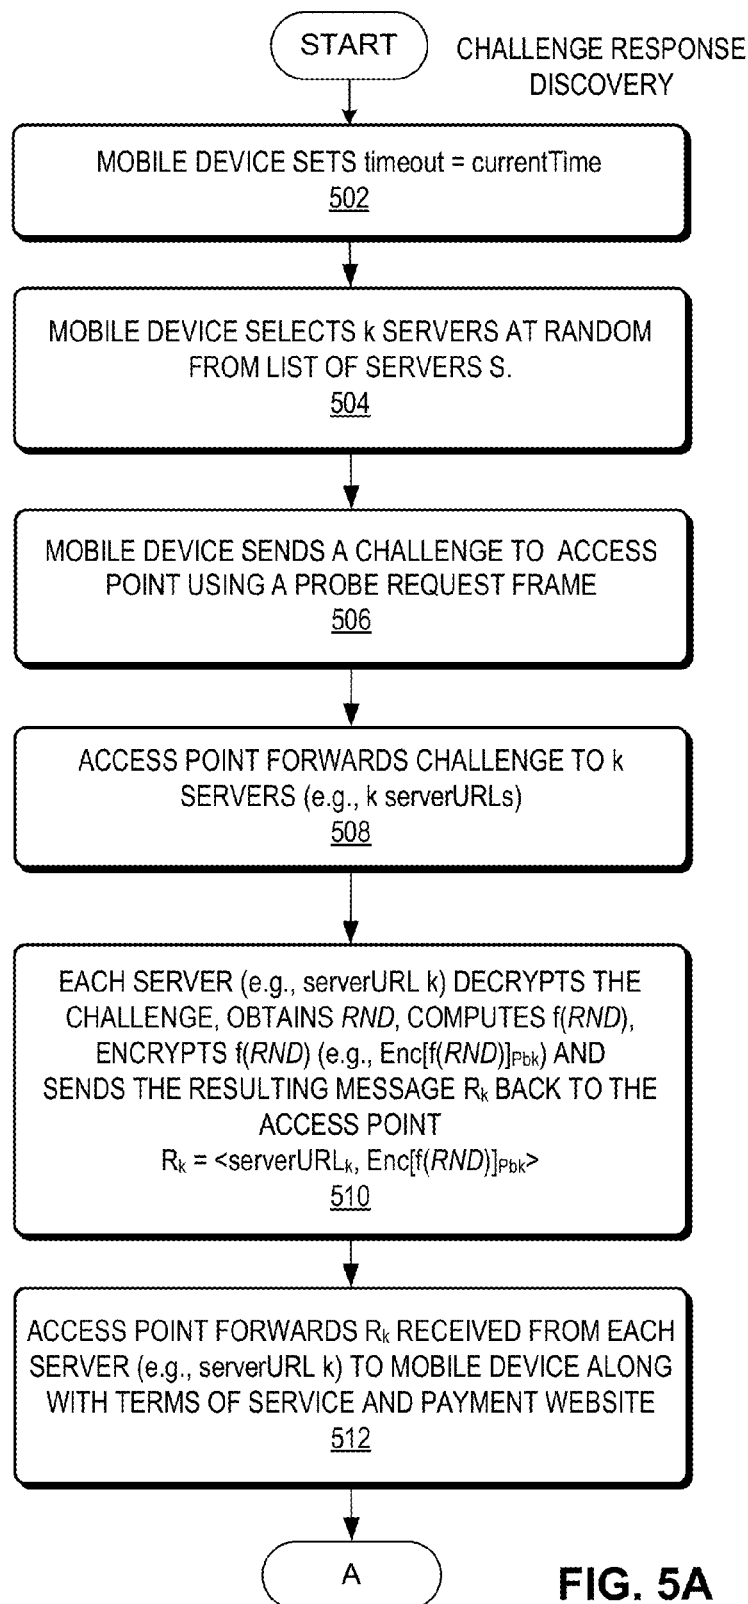 START
CHALLENGE RESPONSE
DISCOVERY
MOBILE DEVICE SETS timeout = currentTime
502
MOBILE DEVICE SELECTS k SERVERS AT RANDOM
FROM LIST OF SERVERS S.
504
MOBILE DEVICE SENDS A CHALLENGE TO ACCESS
POINT USING A PROBE REQUEST FRAME
506
ACCESS POINT FORWARDS CHALLENGE TO k
SERVERS (e.g., k serverURLs)
508
EACH SERVER (e.g., serverURL k) DECRYPTS THE
CHALLENGE, OBTAINS RND, COMPUTES f(RND),
ENCRYPTS f(RND) (e.g., Enc[f(RND)]Pbk) AND
SENDS THE RESULTING MESSAGE Rk BACK TO THE
ACCESS POINT
Rk = <serverURLk, Enc[f(RND)]Pbk>
510
ACCESS POINT FORWARDS Rk RECEIVED FROM EACH
SERVER (e.g., serverURL k) TO MOBILE DEVICE ALONG
WITH TERMS OF SERVICE AND PAYMENT WEBSITE
512
A
FIG. 5A